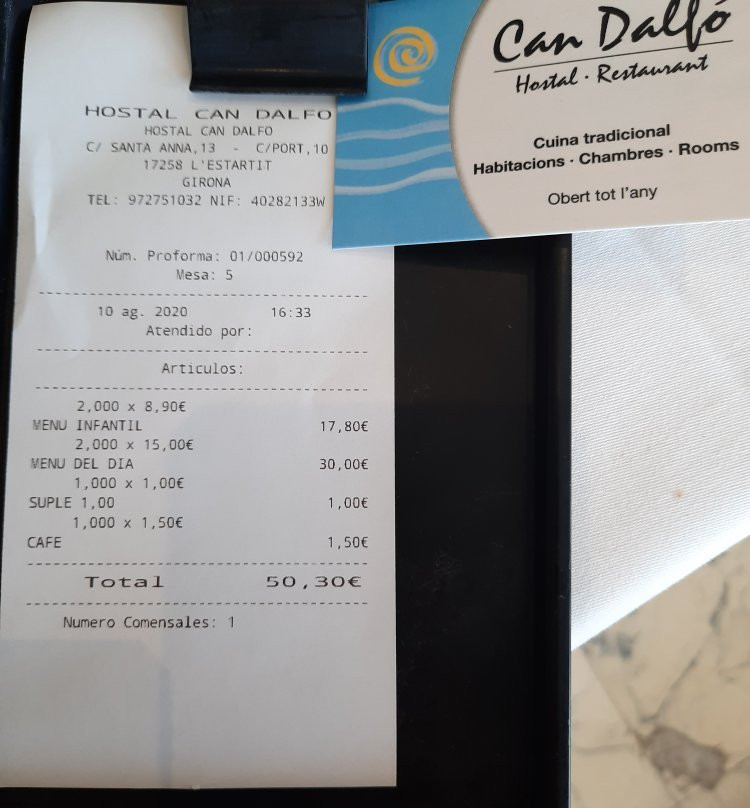 HOSTAL CAN DALFO
HOSTAL CAN DALFO
C/ SANTA ANNA,13 - C/PORT,10
17258 L'ESTARTIT
GIRONA
TEL: 972751032 NIF: 40282133W
Núm. Proforma: 01/000592
Mesa: 5
10 ag. 2020 16:33
Atendido por:
Articulos:
2,000 x 8,90€
MENU INFANTIL 17,80€
2,000 x 15,00€
MENU DEL DIA 30,00€
1,000 x 1,00€
SUPLE 1,00 1,00€
1,000 x 1,50€
CAFE 1,50€
Total 50,30€
Numero Comensales: 1
Can Dalfó
Hostal · Restaurant
Cuina tradicional
Habitacions · Chambres · Rooms
Obert tot l'any